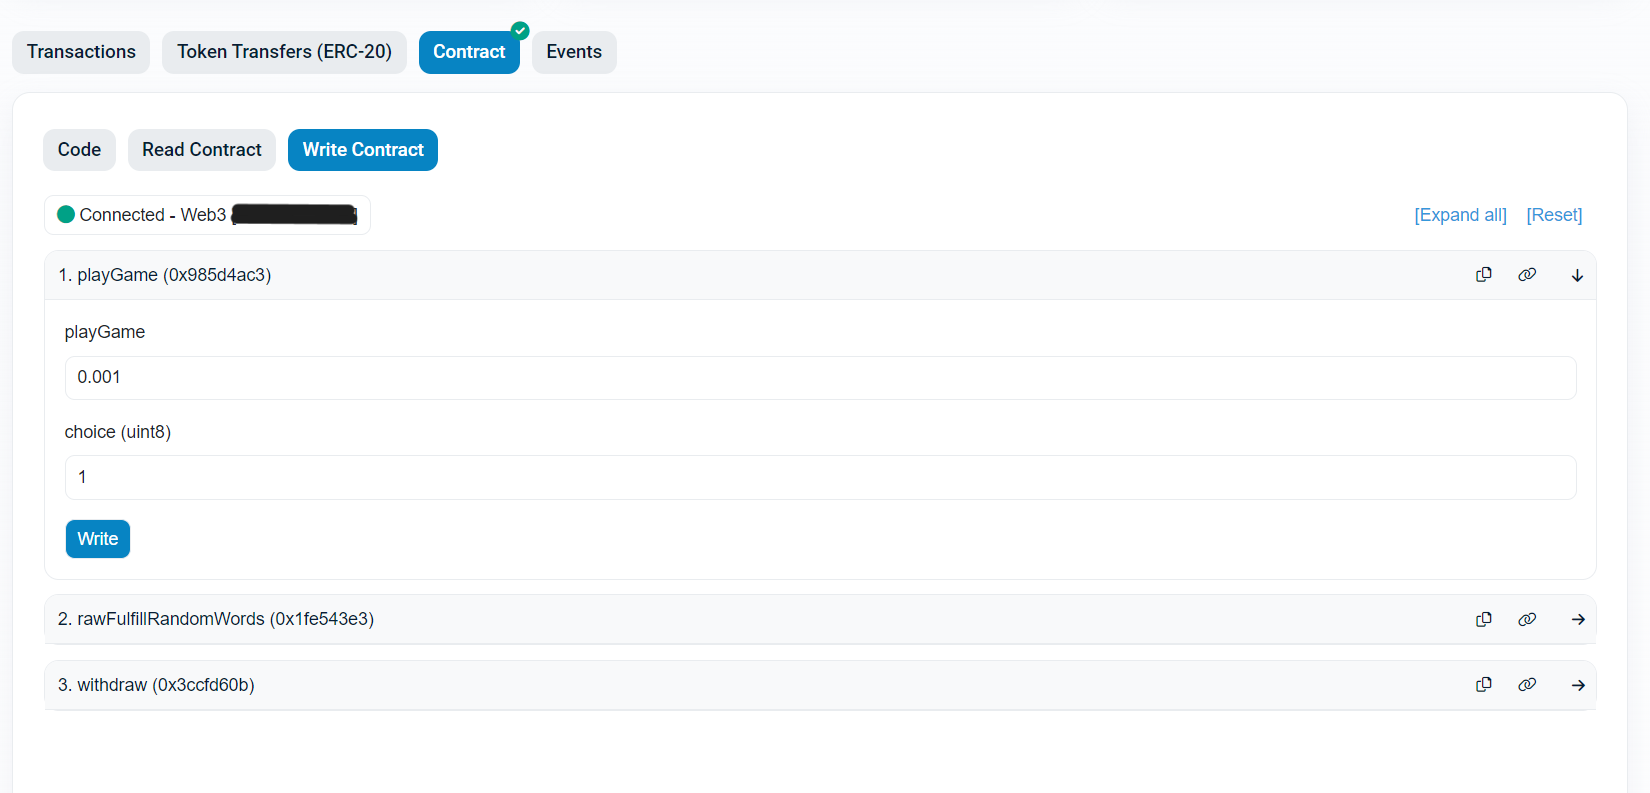 Transactions Token Transfers (ERC-20) Contract Events
Code Read Contract Write Contract
Connected - Web3 [Expand all] [Reset]
1. playGame (0x985d4ac3)
playGame
0.001
choice (uint8)
1
Write
2. rawFulfillRandomWords (0x1fe543e3)
3. withdraw (0x3ccfd60b)